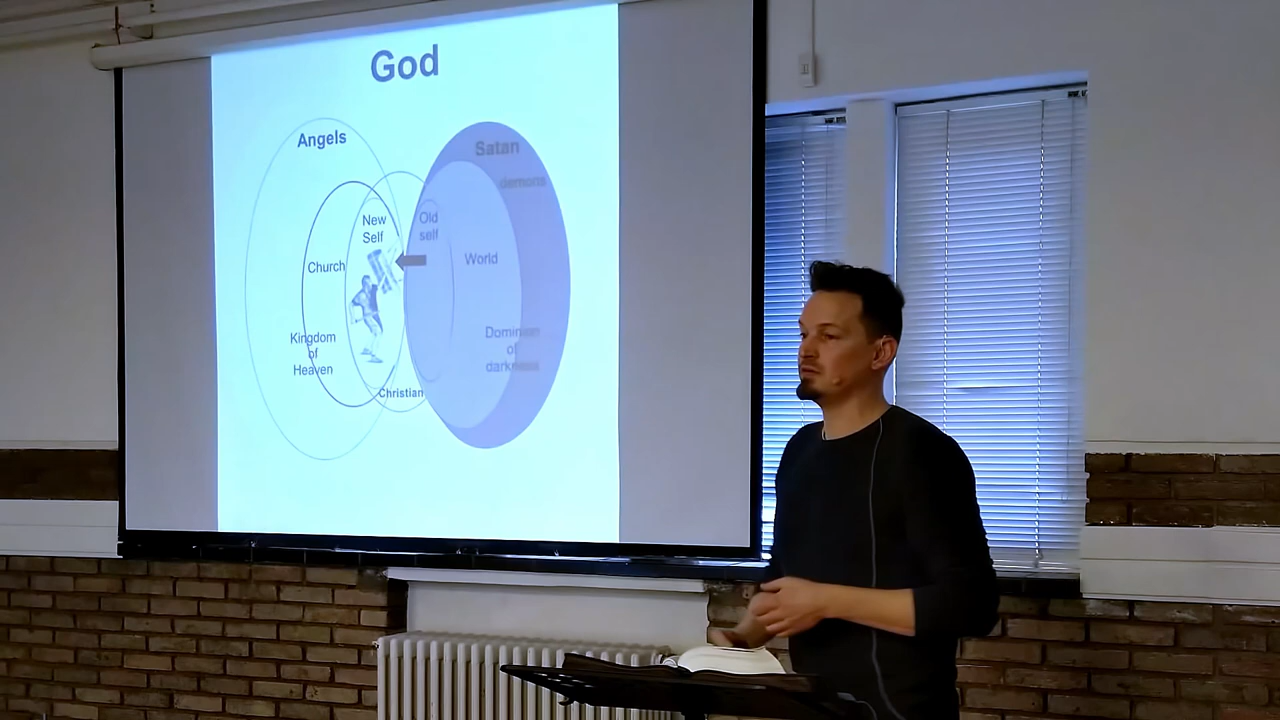 God
Angels
Satan
demons
New
Self
Old
self
Church
World
Kingdom
of
Heaven
Dominion
of
darkness
Christian